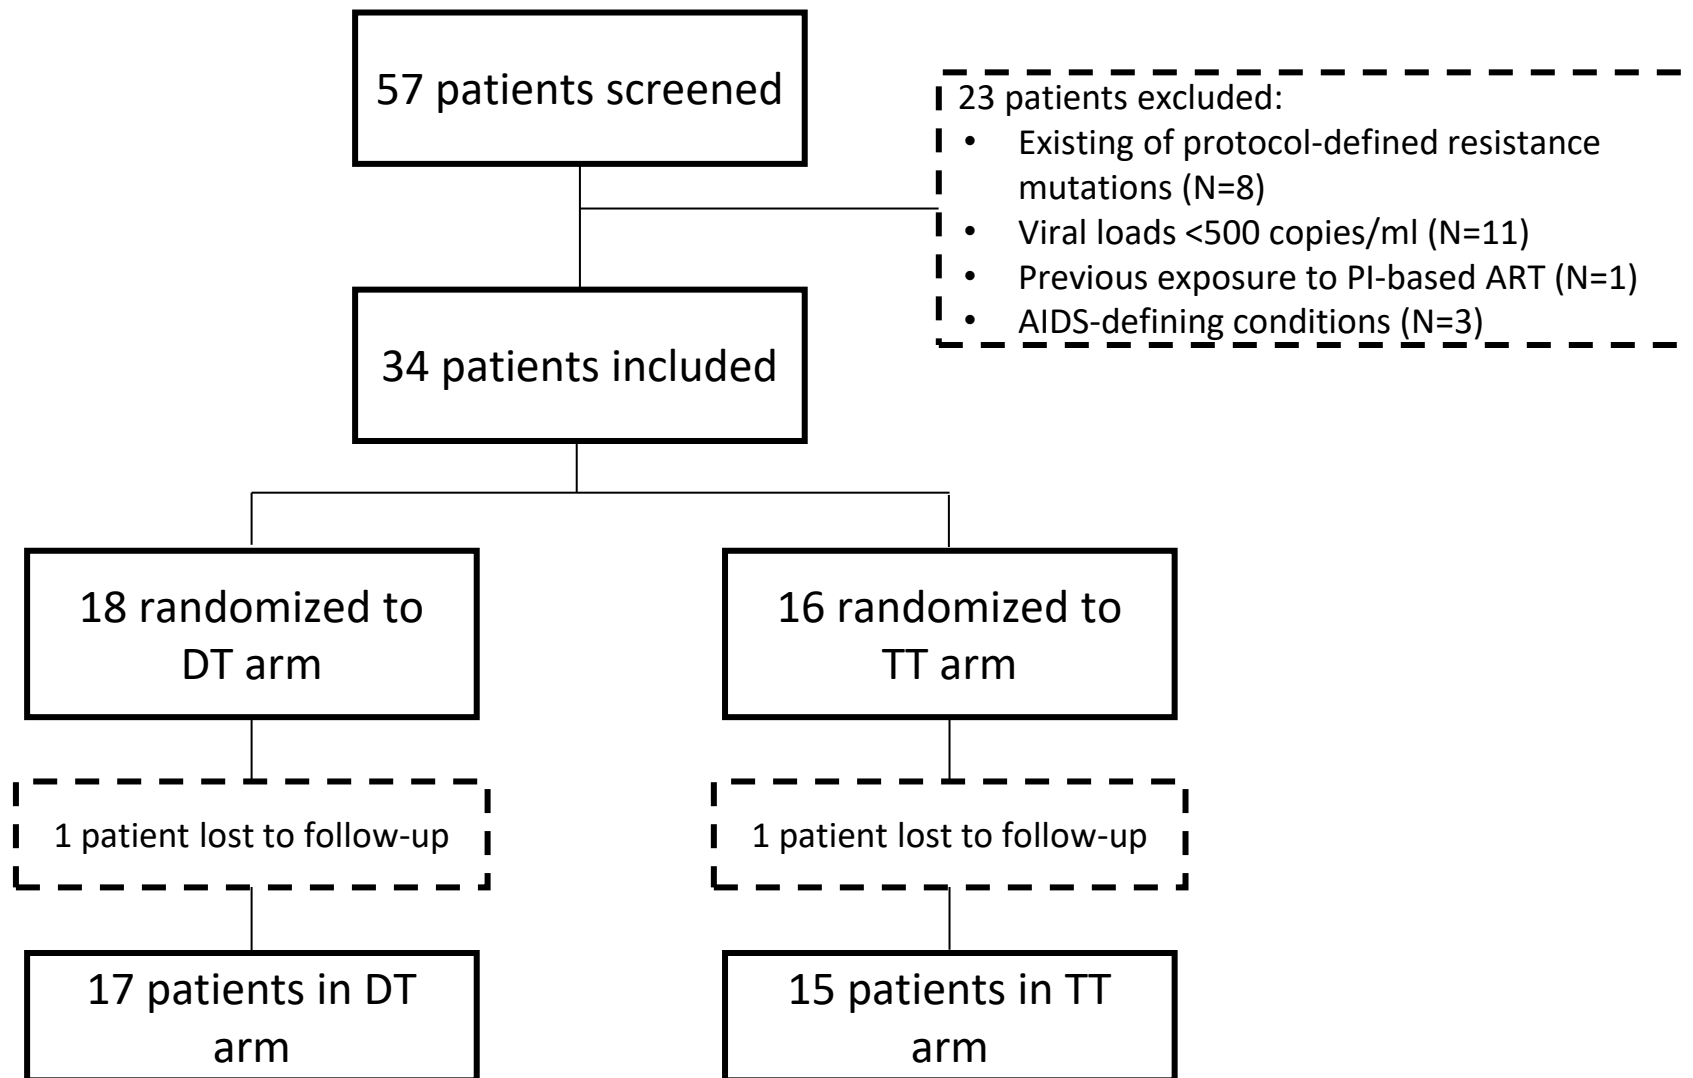 57 patients screened
23 patients excluded:
• Existing of protocol-defined resistance
mutations (N=8)
• Viral loads <500 copies/ml (N=11)
• Previous exposure to PI-based ART (N=1)
• AIDS-defining conditions (N=3)
34 patients included
18 randomized to
DT arm
16 randomized to
TT arm
1 patient lost to follow-up
1 patient lost to follow-up
17 patients in DT
arm
15 patients in TT
arm